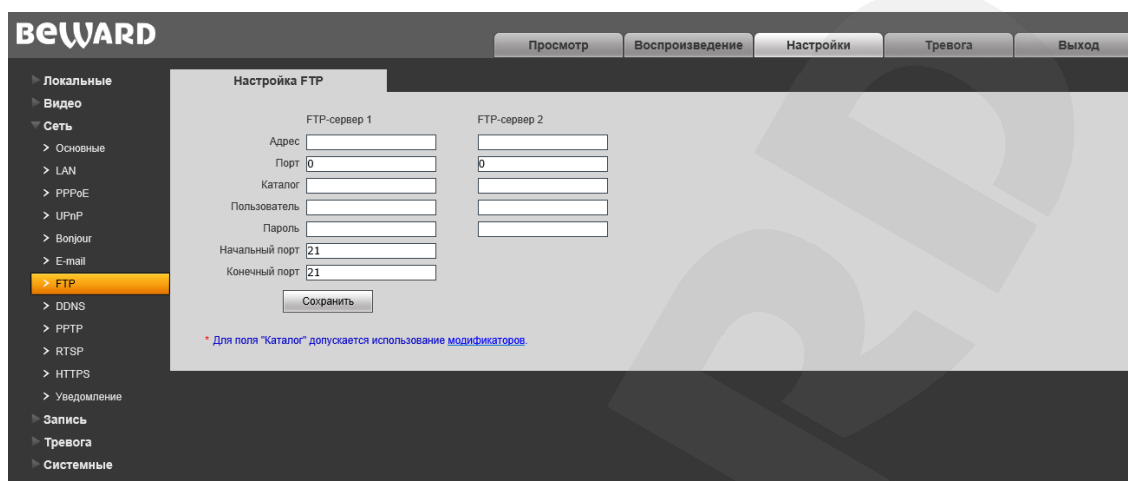 BEWARD
Просмотр Воспроизведение Настройки Тревога Выход
Локальные
Видео
Сеть
Основные
LAN
PPPoE
UPnP
Bonjour
E-mail
FTP
DDNS
PPTP
RTSP
HTTPS
Уведомление
Запись
Тревога
Системные
Настройка FTP
FTP-сервер 1 FTP-сервер 2
Адрес
Порт 0 0
Каталог
Пользователь
Пароль
Начальный порт 21
Конечный порт 21
Сохранить
* Для поля "Каталог" допускается использование модификаторов.